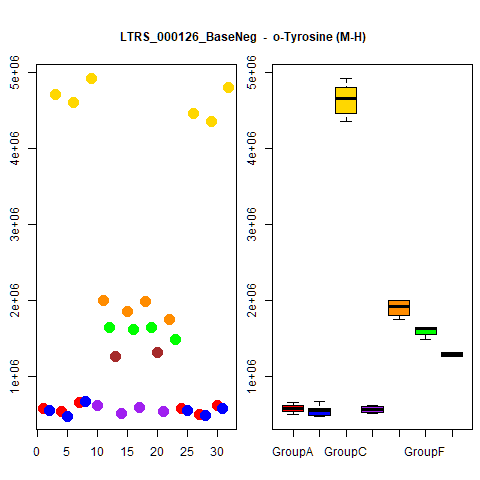 LTRS_000126_BaseNeg - o-Tyrosine (M-H)
5e+06
4e+06
3e+06
2e+06
1e+06
0 5 10 15 20 25 30
5e+06
4e+06
3e+06
2e+06
1e+06
GroupA GroupC GroupF